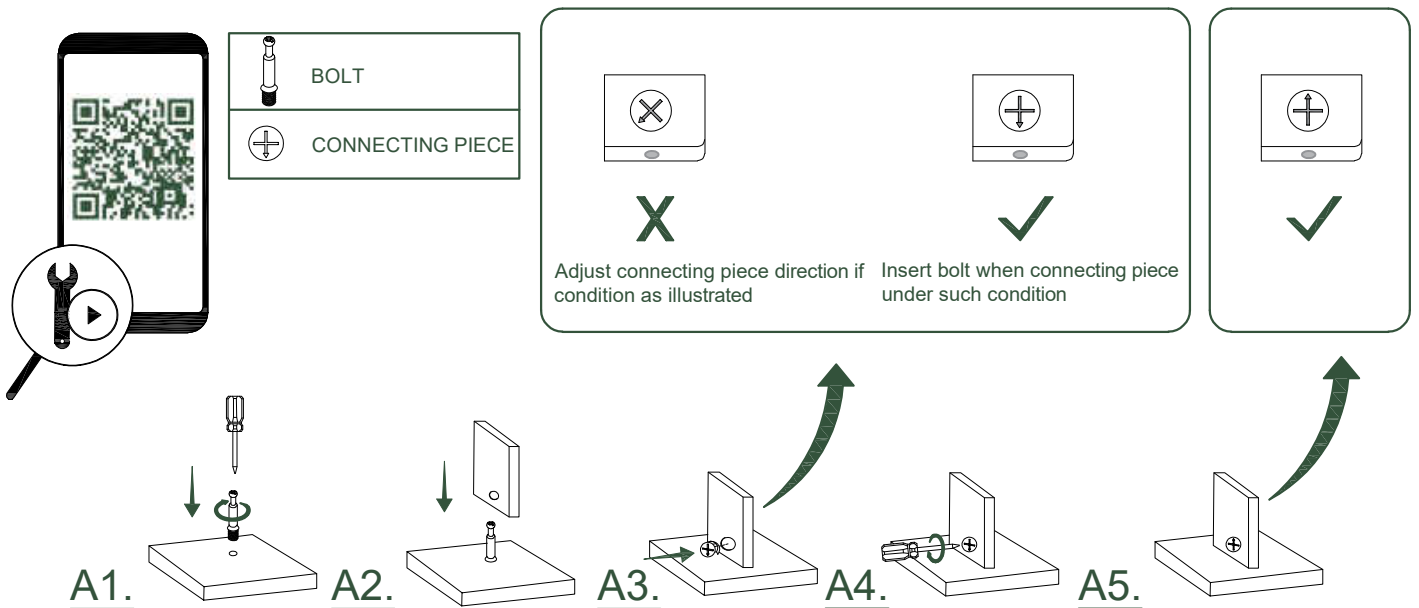 BOLT
CONNECTING PIECE
X
Adjust connecting piece direction if
condition as illustrated
Insert bolt when connecting piece
under such condition
A1.
A2.
A3.
A4.
A5.